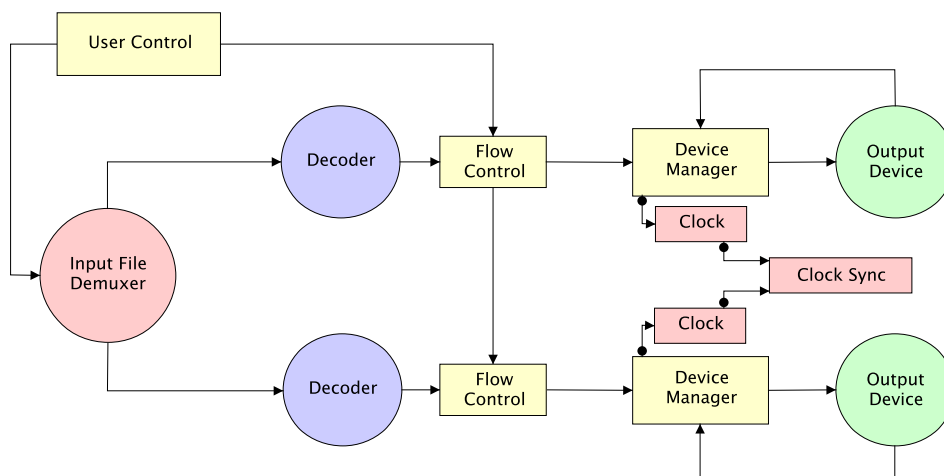 User Control
Decoder
Flow
Control
Device
Manager
Output
Device
Clock
Input File
Demuxer
Clock Sync
Clock
Decoder
Flow
Control
Device
Manager
Output
Device